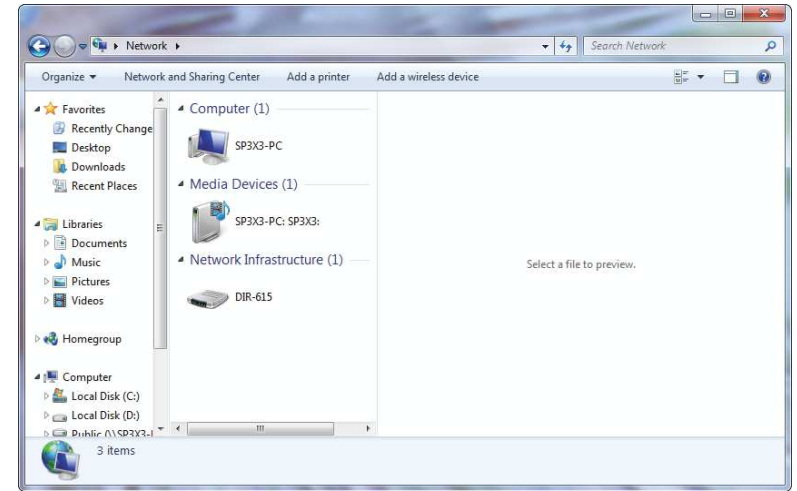 Network
Search Network
Organize
Network and Sharing Center
Add a printer
Add a wireless device
Favorites
Recently Change
Desktop
Downloads
Recent Places
Libraries
Documents
Music
Pictures
Videos
Homegroup
Computer
Local Disk (C:)
Local Disk (D:)
Public (\\SP3X3-
Computer (1)
SP3X3-PC
Media Devices (1)
SP3X3-PC: SP3X3:
Network Infrastructure (1)
DIR-615
Select a file to preview.
3 items